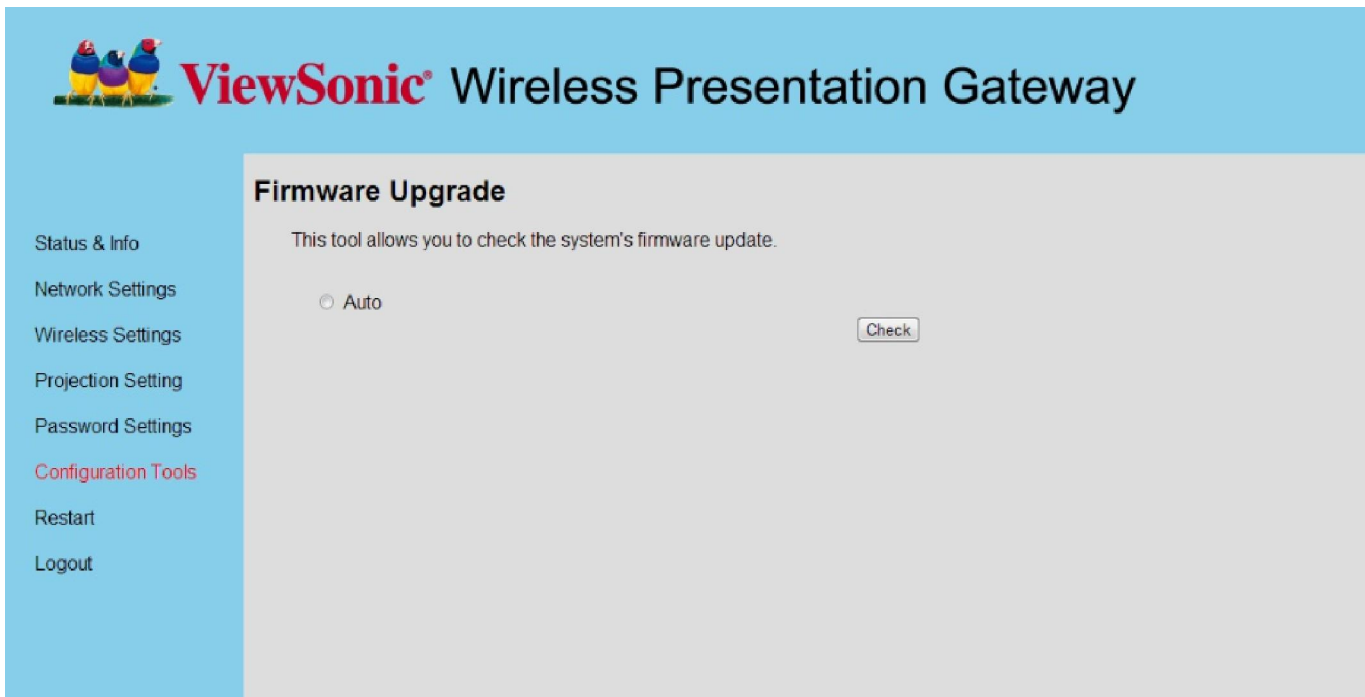 ViewSonic® Wireless Presentation Gateway
Firmware Upgrade
This tool allows you to check the system's firmware update.
Auto
Check
Status & Info
Network Settings
Wireless Settings
Projection Setting
Password Settings
Configuration Tools
Restart
Logout